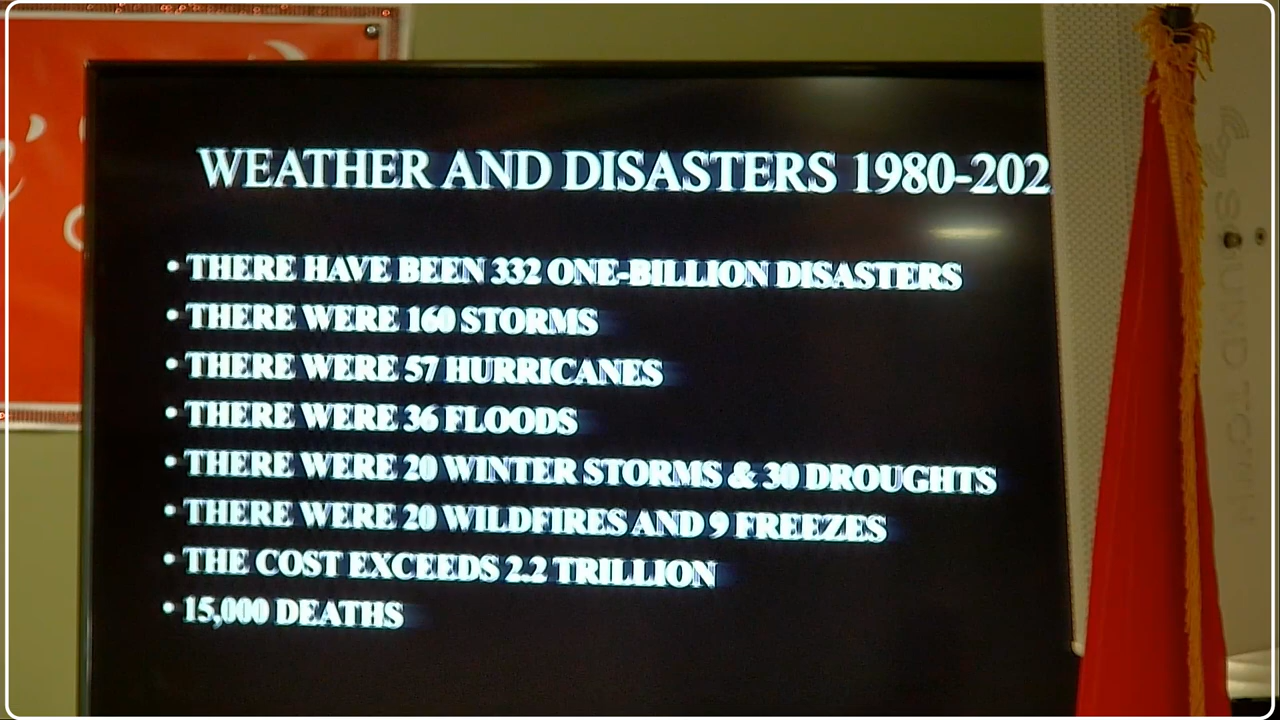 WEATHER AND DISASTERS 1980-202
• THERE HAVE BEEN 332 ONE-BILLION DISASTERS
• THERE WERE 160 STORMS
• THERE WERE 57 HURRICANES
• THERE WERE 36 FLOODS
• THERE WERE 20 WINTER STORMS & 30 DROUGHTS
• THERE WERE 20 WILDFIRES AND 9 FREEZES
• THE COST EXCEEDS 2.2 TRILLION
• 15,000 DEATHS